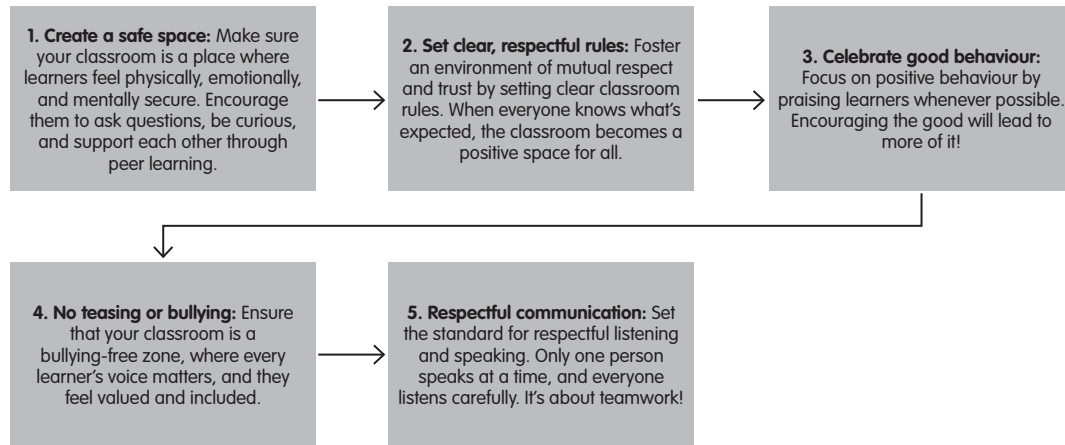 1. Create a safe space: Make sure
your classroom is a place where
learners feel physically, emotionally,
and mentally secure. Encourage
them to ask questions, be curious,
and support each other through
peer learning.
2. Set clear, respectful rules: Foster
an environment of mutual respect
and trust by setting clear classroom
rules. When everyone knows what's
expected, the classroom becomes a
positive space for all.
3. Celebrate good behaviour:
Focus on positive behaviour by
praising learners whenever possible.
Encouraging the good will lead to
more of it!
4. No teasing or bullying: Ensure
that your classroom is a
bullying-free zone, where every
learner's voice matters, and they
feel valued and included.
5. Respectful communication: Set
the standard for respectful listening
and speaking. Only one person
speaks at a time, and everyone
listens carefully. It's about teamwork!